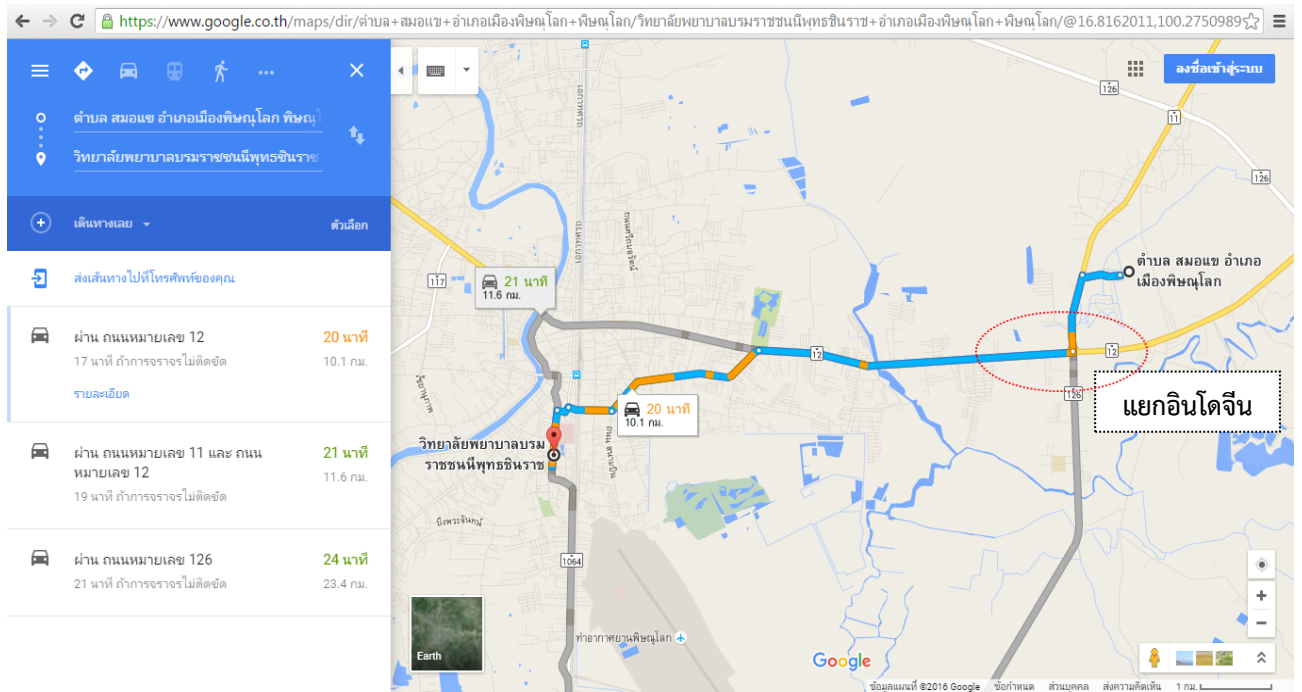 https://www.google.co.th/maps/dir/ตำบล+สมอแข+อำเภอเมืองพิษณุโลก+พิษณุโลก/วิทยาลัยพยาบาลบรมราชชนนีพุทธชินราช+อำเภอเมืองพิษณุโลก+พิษณุโลก/@16.8162011,100.2750989
ตำบล สมอแข อำเภอเมืองพิษณุโลก พิษณุโ
วิทยาลัยพยาบาลบรมราชชนนีพุทธชินราช
เดินทางเลย
ตัวเลือก
ส่งเส้นทางไปที่โทรศัพท์ของคุณ
ผ่าน ถนนหมายเลข 12
20 นาที
17 นาที ถ้าการจราจรไม่ติดขัด
10.1 กม.
รายละเอียด
ผ่าน ถนนหมายเลข 11 และ ถนน
หมายเลข 12
21 นาที
11.6 กม.
19 นาที ถ้าการจราจรไม่ติดขัด
ผ่าน ถนนหมายเลข 126
24 นาที
21 นาที ถ้าการจราจรไม่ติดขัด
23.4 กม.
ลงชื่อเข้าสู่ระบบ
126
11
126
เอกาทศรถ
เอกาทศรถ
117
21 นาที
11.6 กม.
ตำบล สมอแข อำเภอ
เมืองพิษณุโลก
12
12
126
แยกอินโดจีน
20 นาที
10.1 กม.
วิทยาลัยพยาบาลบรม
ราชชนนีพุทธชินราช
บึงพระจันทน์
1064
ท่าอากาศยานพิษณุโลก
Earth
Google
ข้อมูลแผนที่ ©2016 Google
ข้อกำหนด
ส่วนบุคคล
ส่งความคิดเห็น
1 กม.